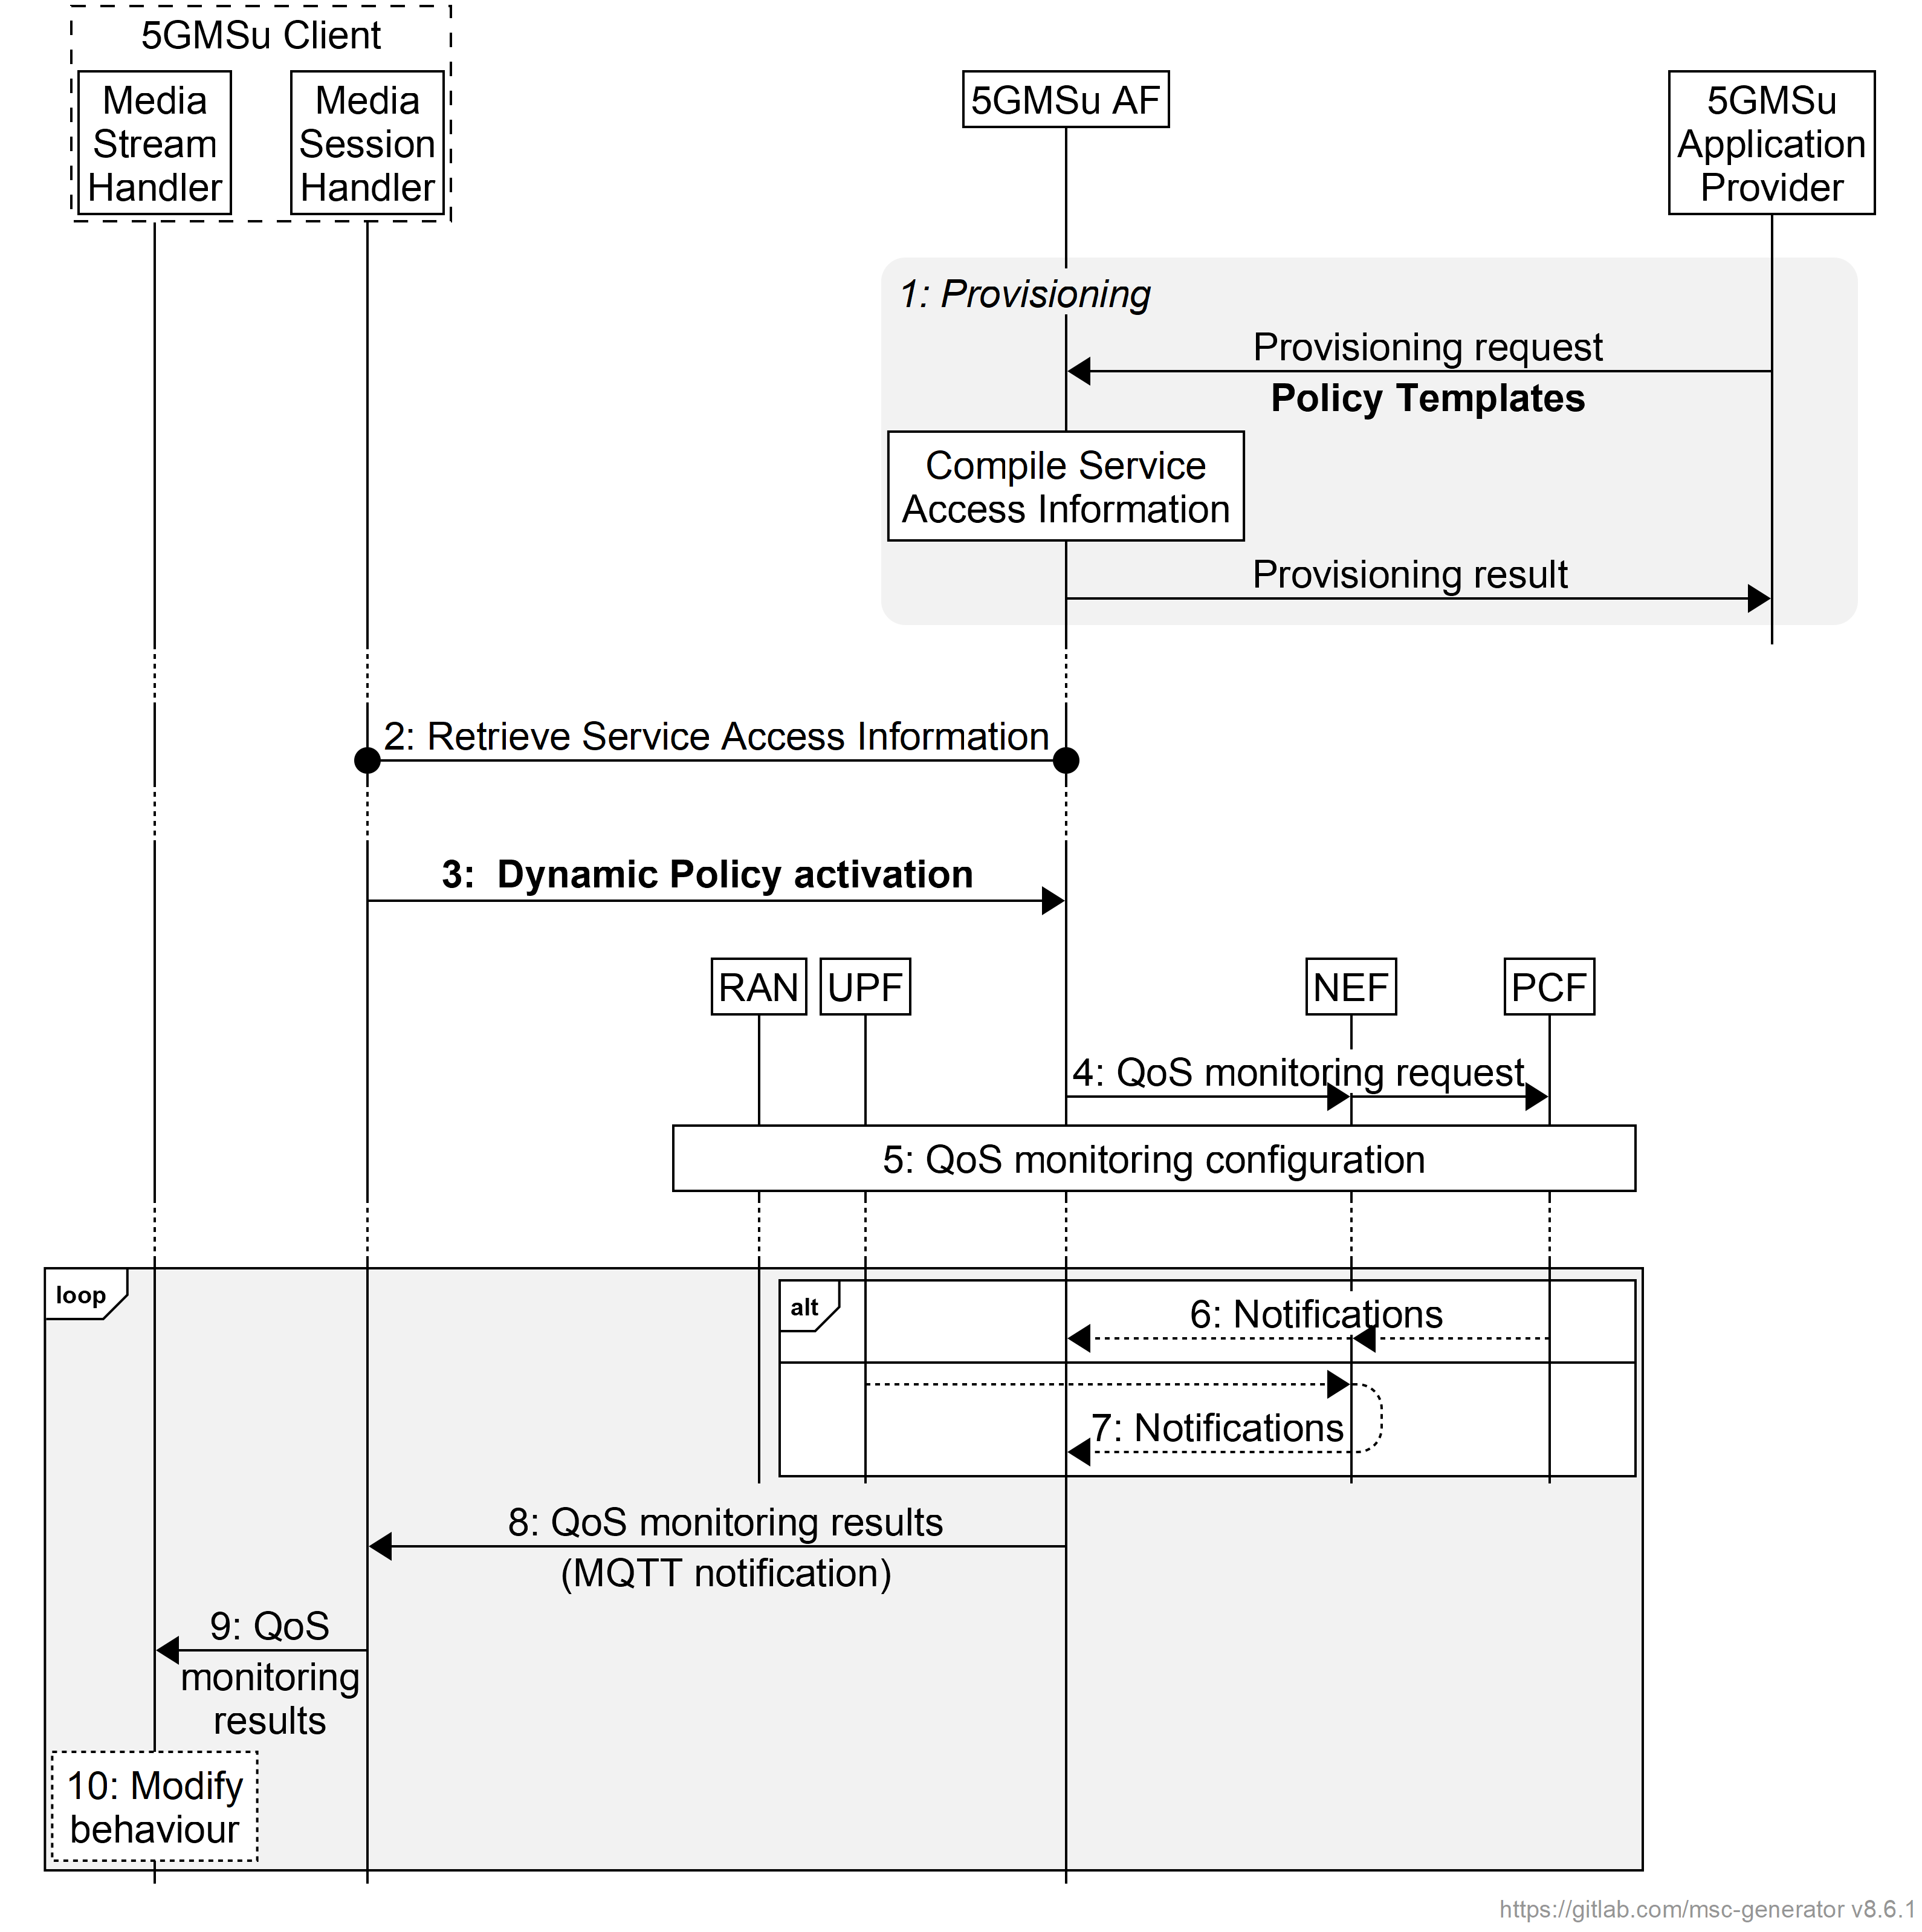 5GMSu Client
Media
Stream
Handler
Media
Session
Handler
5GMSu AF
5GMSu
Application
Provider
1: Provisioning
Provisioning request
Policy Templates
Compile Service
Access Information
Provisioning result
2: Retrieve Service Access Information
3:  Dynamic Policy activation
RAN
UPF
NEF
PCF
4: QoS monitoring request
5: QoS monitoring configuration
loop
alt
6: Notifications
7: Notifications
8: QoS monitoring results
(MQTT notification)
9: QoS
monitoring
results
10: Modify
behaviour
https://gitlab.com/msc-generator v8.6.1